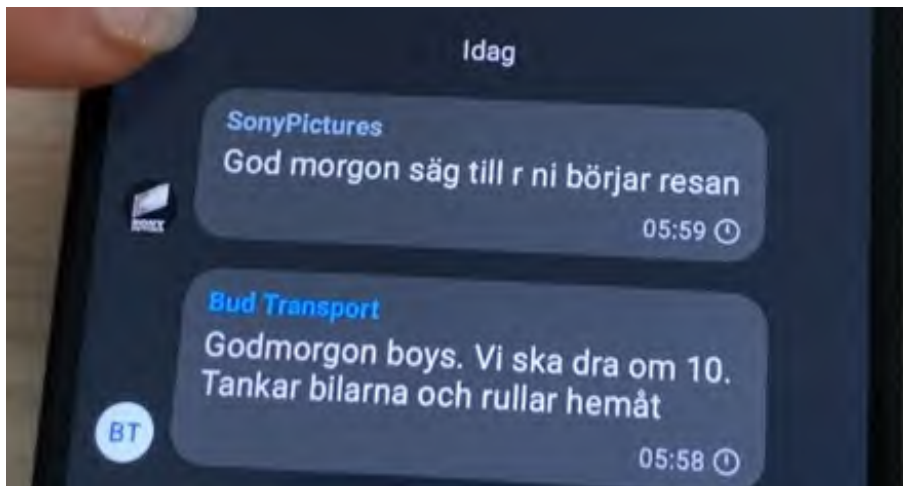 Idag
SonyPictures
God morgon säg till r ni börjar resan
05:59
Bud Transport
Godmorgon boys. Vi ska dra om 10.
Tankar bilarna och rullar hemåt
BT
05:58